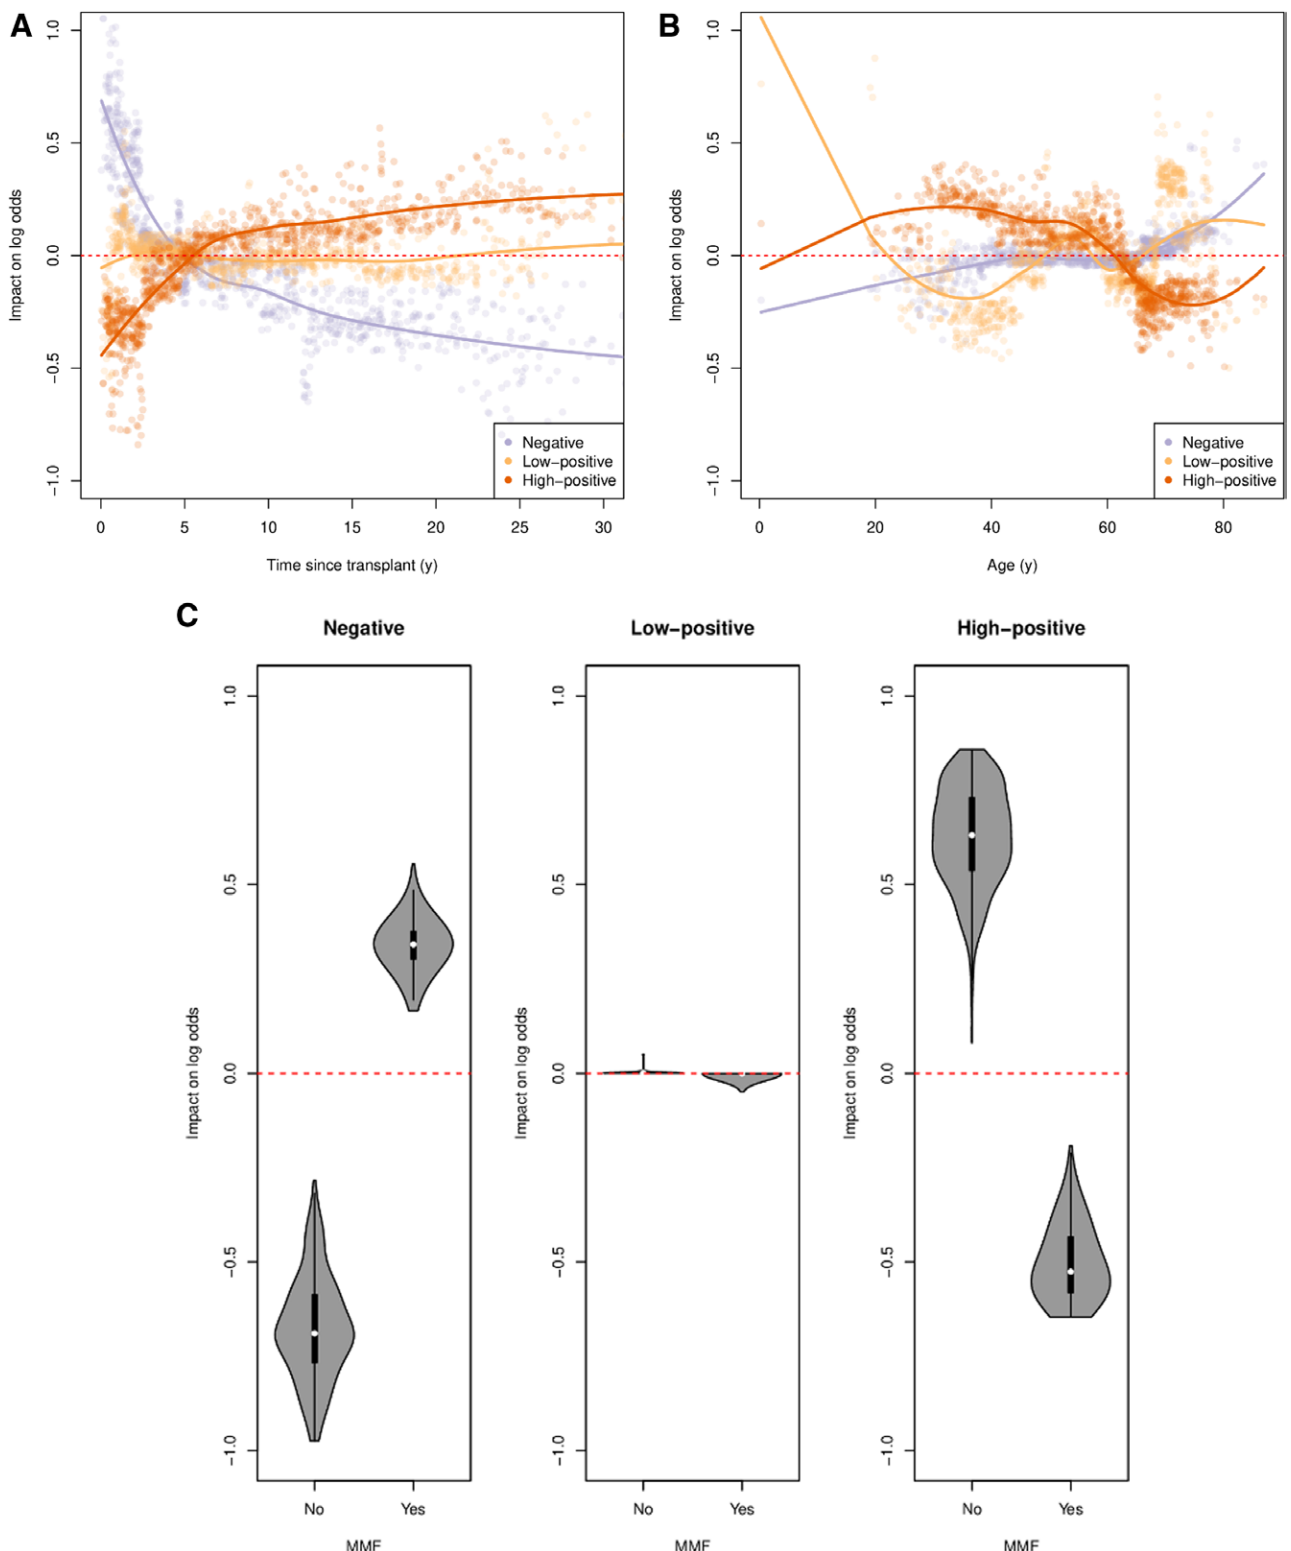 A
B
1.0
0.5
0.0
−0.5
−1.0
Impact on log odds
0
5
10
15
20
25
30
Time since transplant (y)
Negative
Low−positive
High−positive
1.0
0.5
0.0
−0.5
−1.0
Impact on log odds
0
20
40
60
80
Age (y)
Negative
Low−positive
High−positive
C
Negative
Low−positive
High−positive
1.0
0.5
0.0
−0.5
−1.0
Impact on log odds
No
Yes
MMF
1.0
0.5
0.0
−0.5
−1.0
Impact on log odds
No
Yes
MMF
1.0
0.5
0.0
−0.5
−1.0
Impact on log odds
No
Yes
MMF